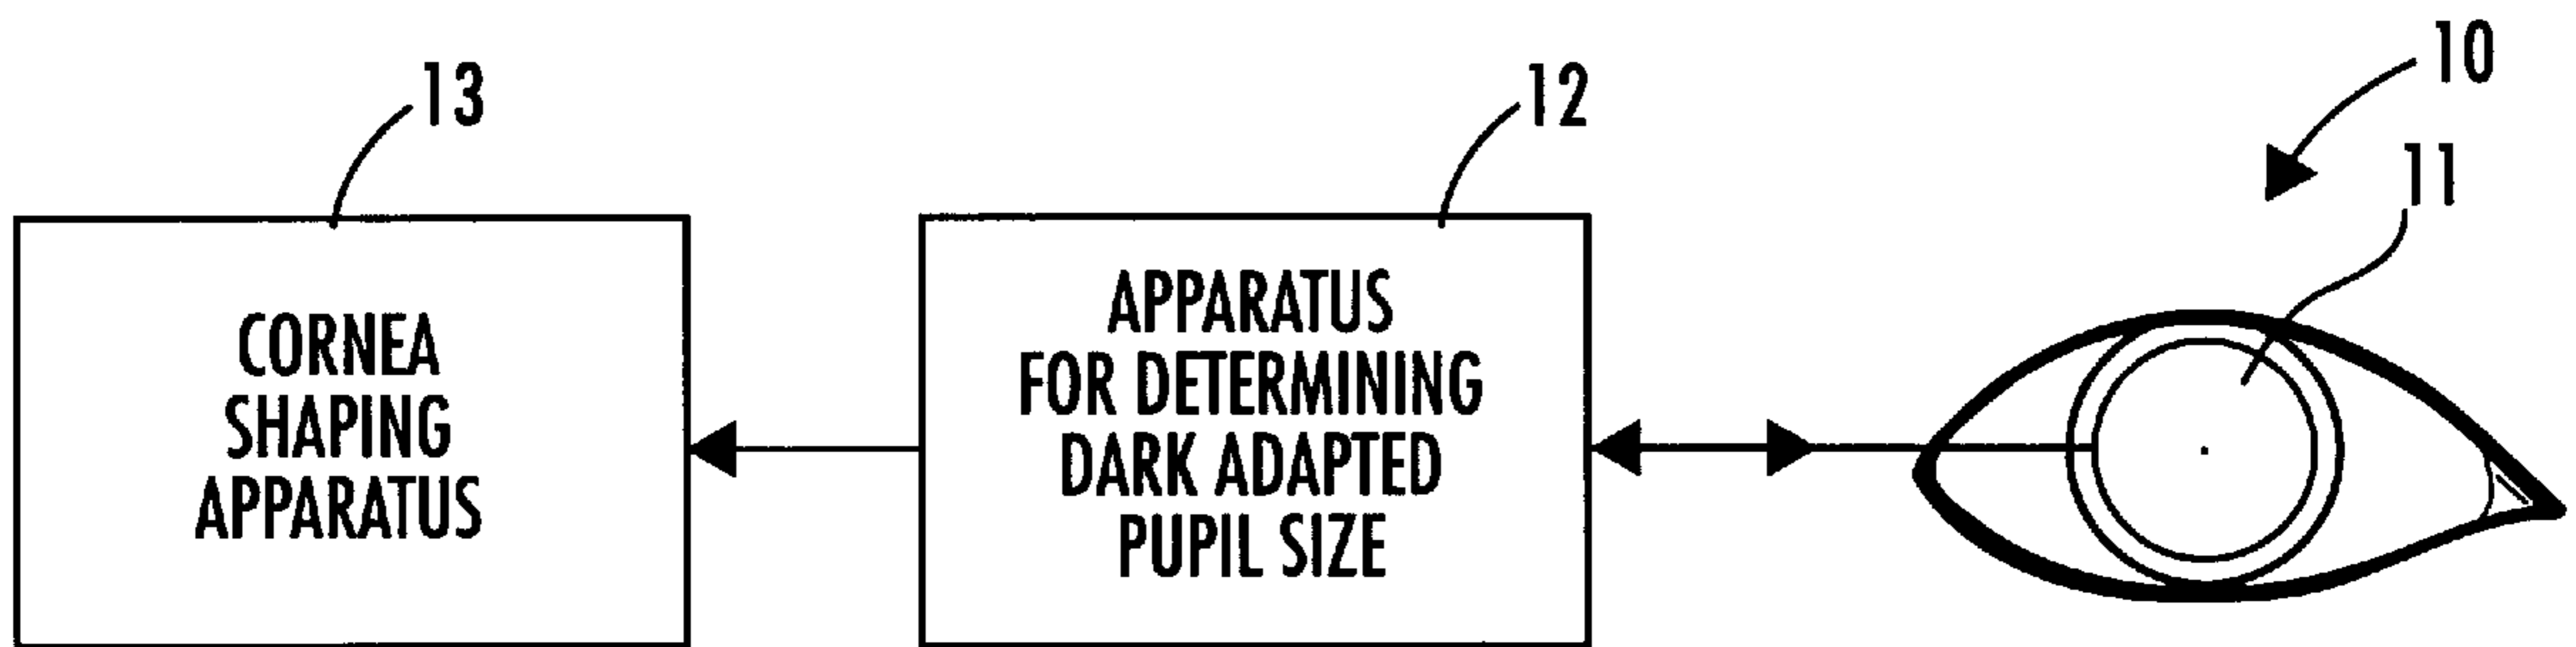 13
12
10
11
CORNEA
SHAPING
APPARATUS
APPARATUS
FOR DETERMINING
DARK ADAPTED
PUPIL SIZE